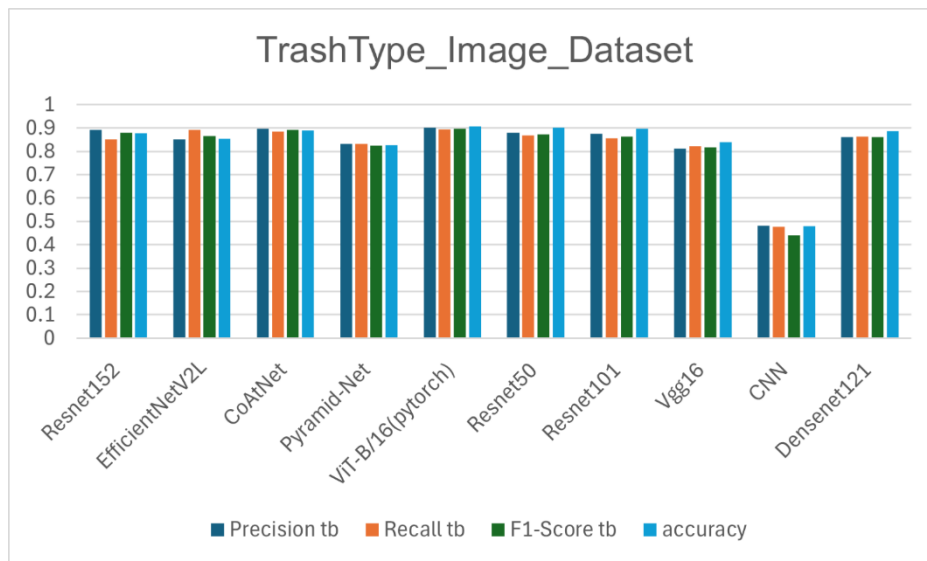 TrashType_Image_Dataset
1
0.9
0.8
0.7
0.6
0.5
0.4
0.3
0.2
0.1
0
Resnet152
EfficientNetV2L
CoAtNet
Pyramid-Net
ViT-B/16(pytorch)
Resnet50
Resnet101
Vgg16
CNN
Densenet121
Precision tb Recall tb F1-Score tb accuracy